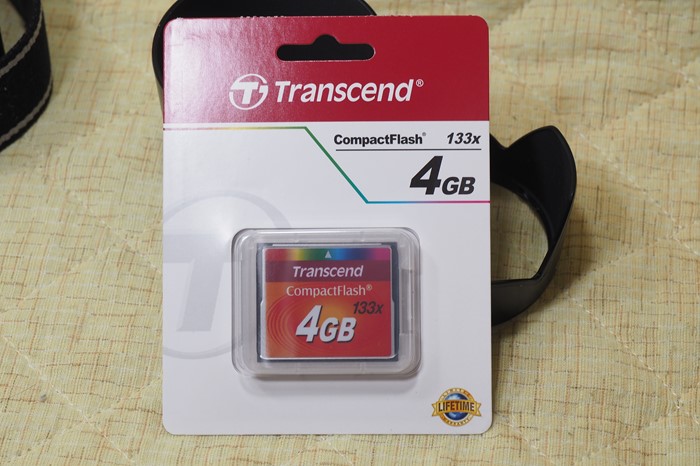 Transcend®
CompactFlash® 133x
4GB
Transcend
CompactFlash®
133x
4GB
LIFETIME